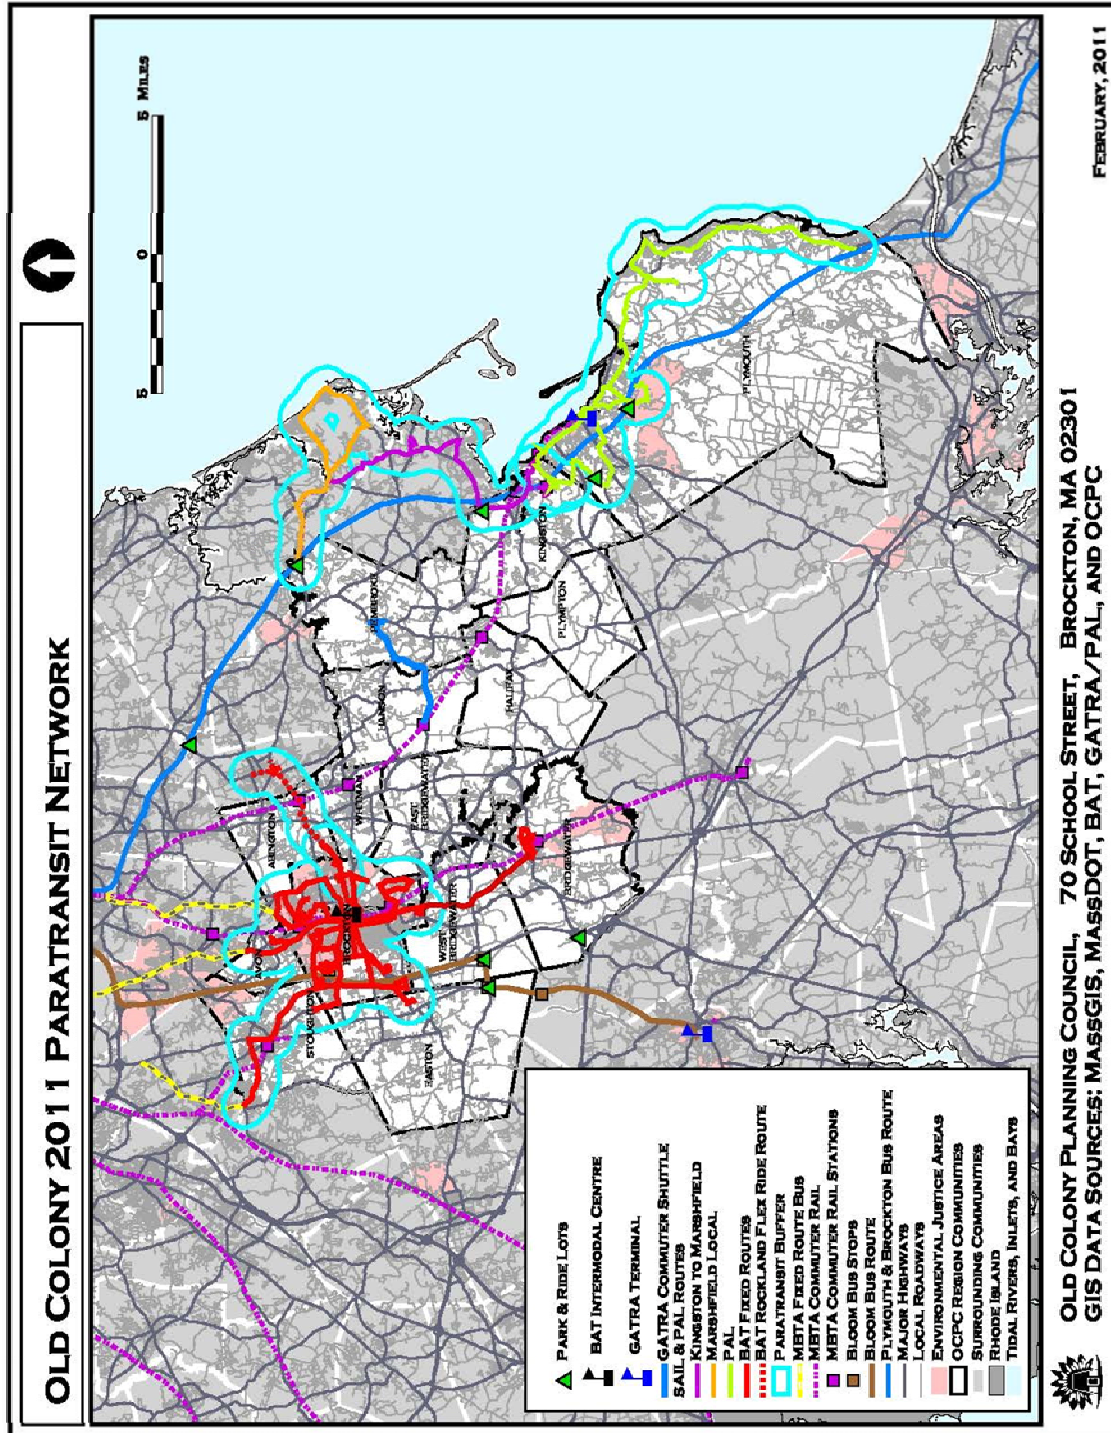 OLD COLONY 2011 PARATRANSIT NETWORK
5 0 5 MILES
ABINGTON
AVON
STOUGHTON
BROCKTON
WHITMAN
HANSON
PEMBROKE
EASTON
WEST
BRIDGEWATER
EAST
BRIDGEWATER
BRIDGEWATER
HALIFAX
PLYMPTON
KINGSTON
PLYMOUTH
PARK & RIDE LOTS
BAT INTERMODAL CENTRE
GATRA TERMINAL
GATRA COMMUTER SHUTTLE
SAIL & PAL ROUTES
KINGSTON TO MARSHFIELD
MARSHFIELD LOCAL
PAL
BAT FIXED ROUTES
BAT ROCKLAND FLEX RIDE ROUTE
PARATRANSIT BUFFER
MBTA FIXED ROUTE BUS
MBTA COMMUTER RAIL
MBTA COMMUTER RAIL STATIONS
BLOOM BUS STOPS
BLOOM BUS ROUTE
PLYMOUTH & BROCKTON BUS ROUTE
MAJOR HIGHWAYS
LOCAL ROADWAYS
ENVIRONMENTAL JUSTICE AREAS
OCPC REGION COMMUNITIES
SURROUNDING COMMUNITIES
RHODE ISLAND
TIDAL RIVERS, INLETS, AND BAYS
OLD COLONY PLANNING COUNCIL, 70 SCHOOL STREET, BROCKTON, MA 02301
GIS DATA SOURCES: MASSGIS, MASSDOT, BAT, GATRA/PAL, AND OCPC
FEBRUARY, 2011